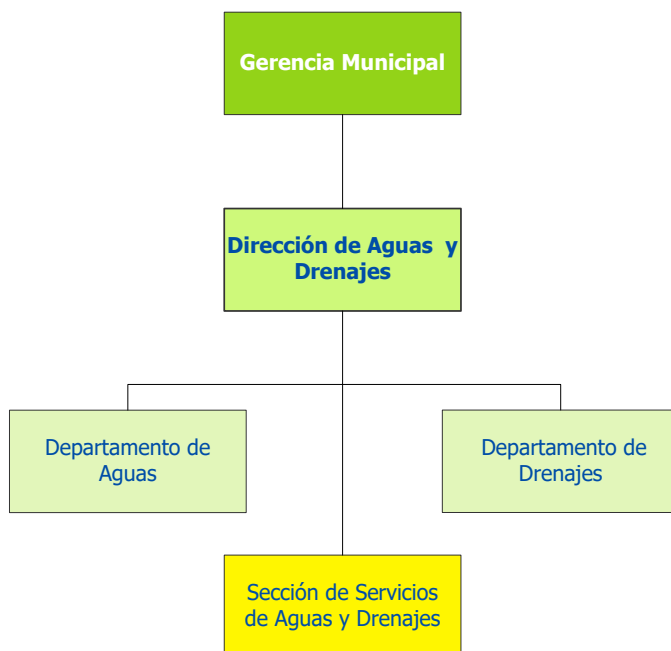 Gerencia Municipal
Dirección de Aguas y
Drenajes
Departamento de
Aguas
Departamento de
Drenajes
Sección de Servicios
de Aguas y Drenajes